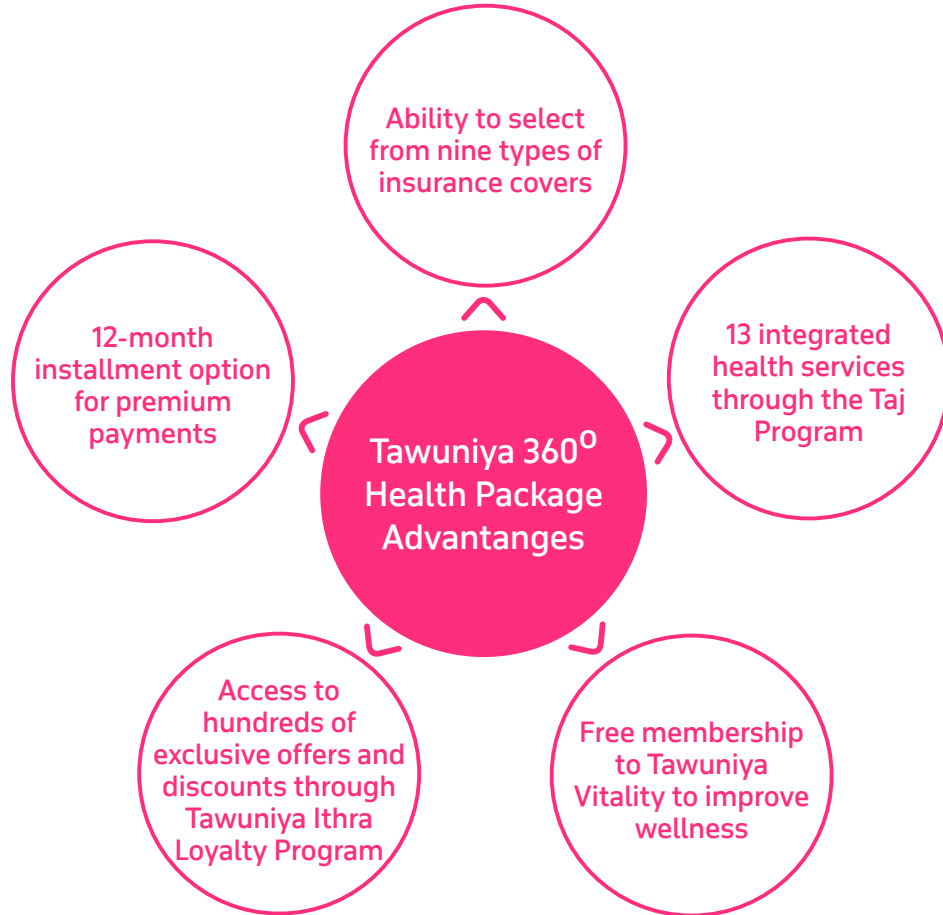 Ability to select
from nine types of
insurance covers
12-month
installment option
for premium
payments
13 integrated
health services
through the Taj
Program
Tawuniya 360⁰
Health Package
Advantanges
Access to
hundreds of
exclusive offers and
discounts through
Tawuniya Ithra
Loyalty Program
Free membership
to Tawuniya
Vitality to improve
wellness